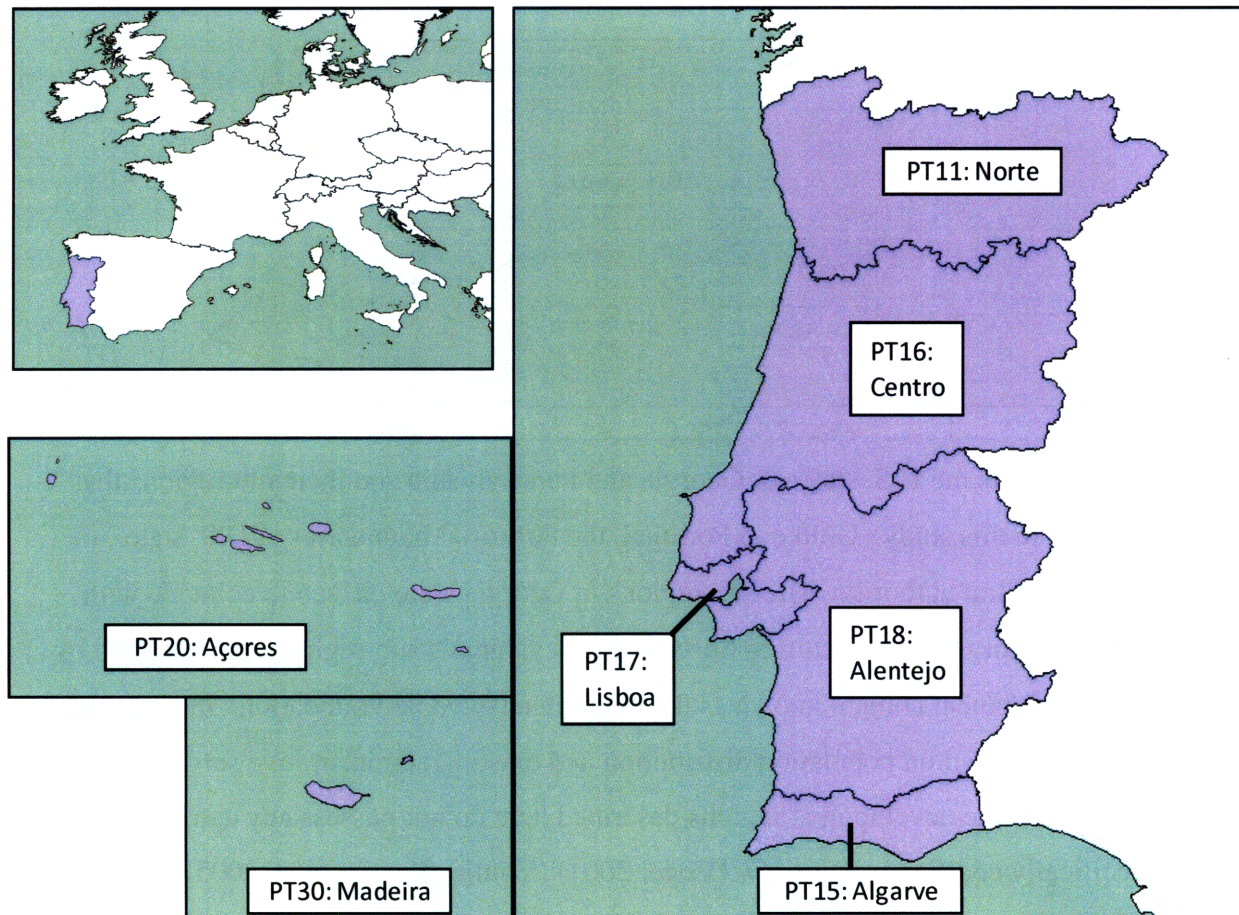 PT11: Norte
PT16:
Centro
PT20: Açores
PT17:
Lisboa
PT18:
Alentejo
PT30: Madeira
PT15: Algarve